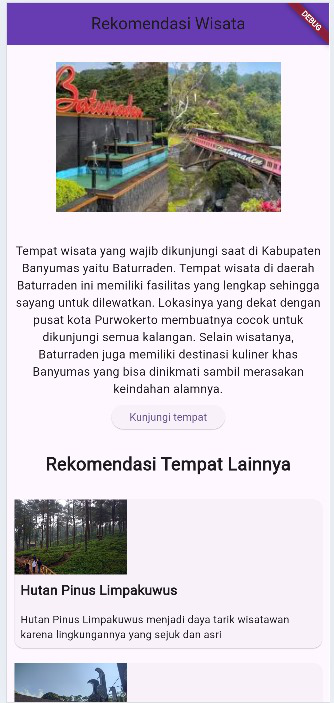 Rekomendasi Wisata
DEBUG
Baturraden
Baturraden
Tempat wisata yang wajib dikunjungi saat di Kabupaten
Banyumas yaitu Baturraden. Tempat wisata di daerah
Baturraden ini memiliki fasilitas yang lengkap sehingga
sayang untuk dilewatkan. Lokasinya yang dekat dengan
pusat kota Purwokerto membuatnya cocok untuk
dikunjungi semua kalangan. Selain wisatanya,
Baturraden juga memiliki destinasi kuliner khas
Banyumas yang bisa dinikmati sambil merasakan
keindahan alamnya.
Kunjungi tempat
Rekomendasi Tempat Lainnya
Hutan Pinus Limpakuwus
Hutan Pinus Limpakuwus menjadi daya tarik wisatawan
karena lingkungannya yang sejuk dan asri